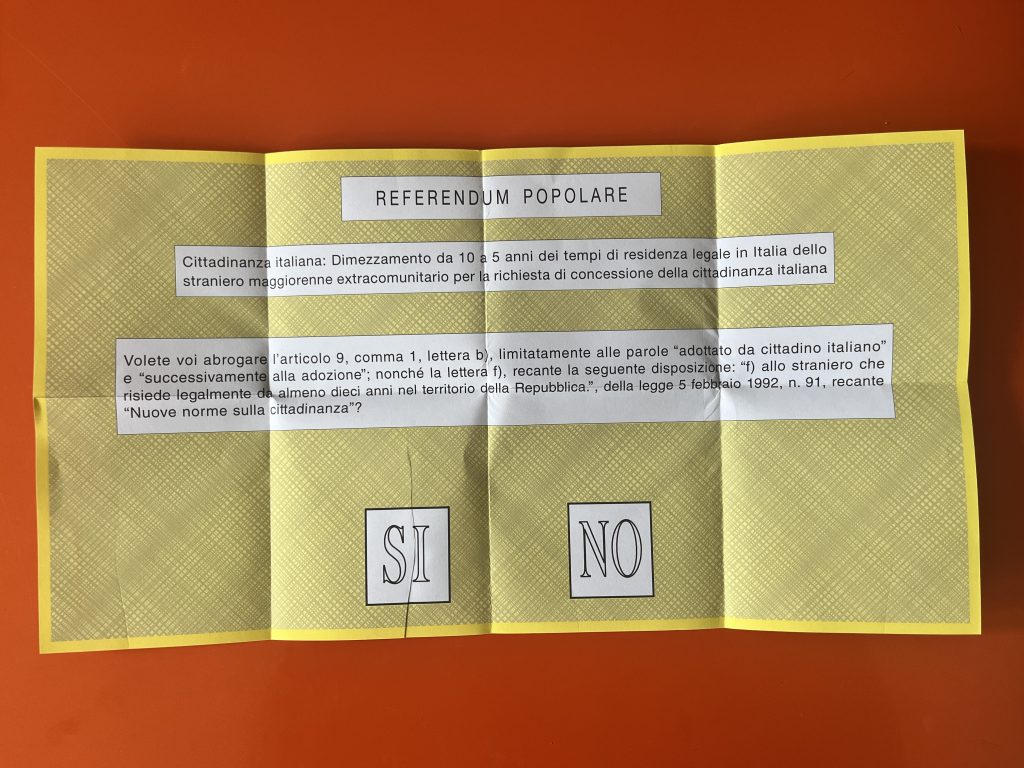 REFERENDUM POPOLARE
Cittadinanza italiana: Dimezzamento da 10 a 5 anni dei tempi di residenza legale in Italia dello
straniero maggiorenne extracomunitario per la richiesta di concessione della cittadinanza italiana
Volete voi abrogare l'articolo 9, comma 1, lettera b), limitatamente alle parole “adottato da cittadino italiano”
e “successivamente alla adozione”; nonché la lettera f), recante la seguente disposizione: “f) allo straniero che
risiede legalmente da almeno dieci anni nel territorio della Repubblica.”, della legge 5 febbraio 1992, n. 91, recante
“Nuove norme sulla cittadinanza”?
SI NO